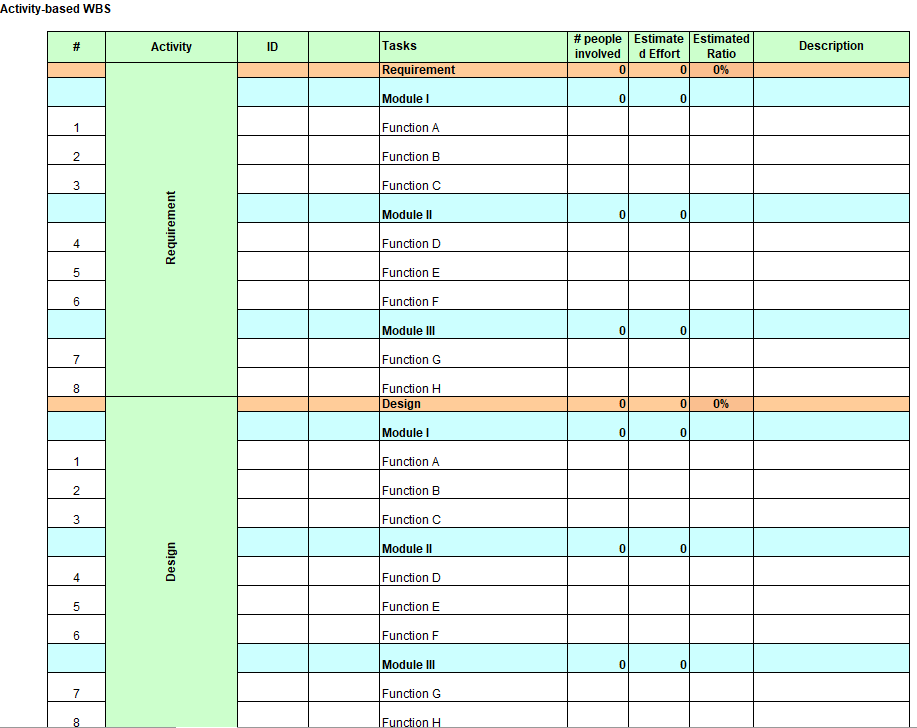 Activity-based WBS
# Activity ID Tasks # people involved Estimate d Effort Estimated Ratio Description
Requirement 0 0 0%
Module I 0 0
1 Function A
2 Function B
3 Function C
Requirement
Module II 0 0
4 Function D
5 Function E
6 Function F
Module III 0 0
7 Function G
8 Function H
Design 0 0 0%
Module I 0 0
1 Function A
2 Function B
3 Function C
Design
Module II 0 0
4 Function D
5 Function E
6 Function F
Module III 0 0
7 Function G
8 Function H